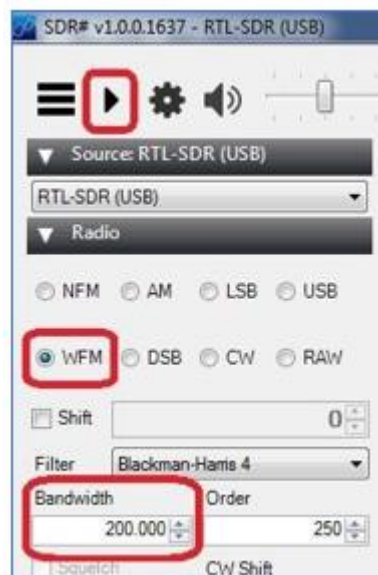 SDR# v1.0.0.1637 - RTL-SDR (USB)
Source: RTL-SDR (USB)
RTL-SDR (USB)
Radio
NFM AM LSB USB
WFM DSB CW RAW
Shift 0
Filter Blackman-Harris 4
Bandwidth Order
200.000 250
Squelch CW Shift